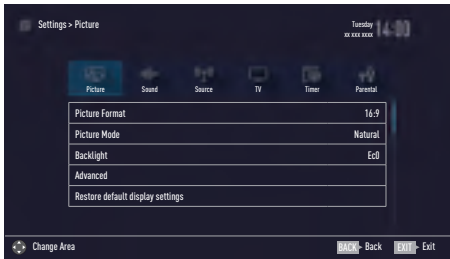 Settings > Picture
Tuesday
xx xxx xxxx
14:00
Picture Sound Source TV Timer Parental
Picture Format 16:9
Picture Mode Natural
Backlight Ec0
Advanced
Restore default display settings
Change Area BACK Back EXIT Exit